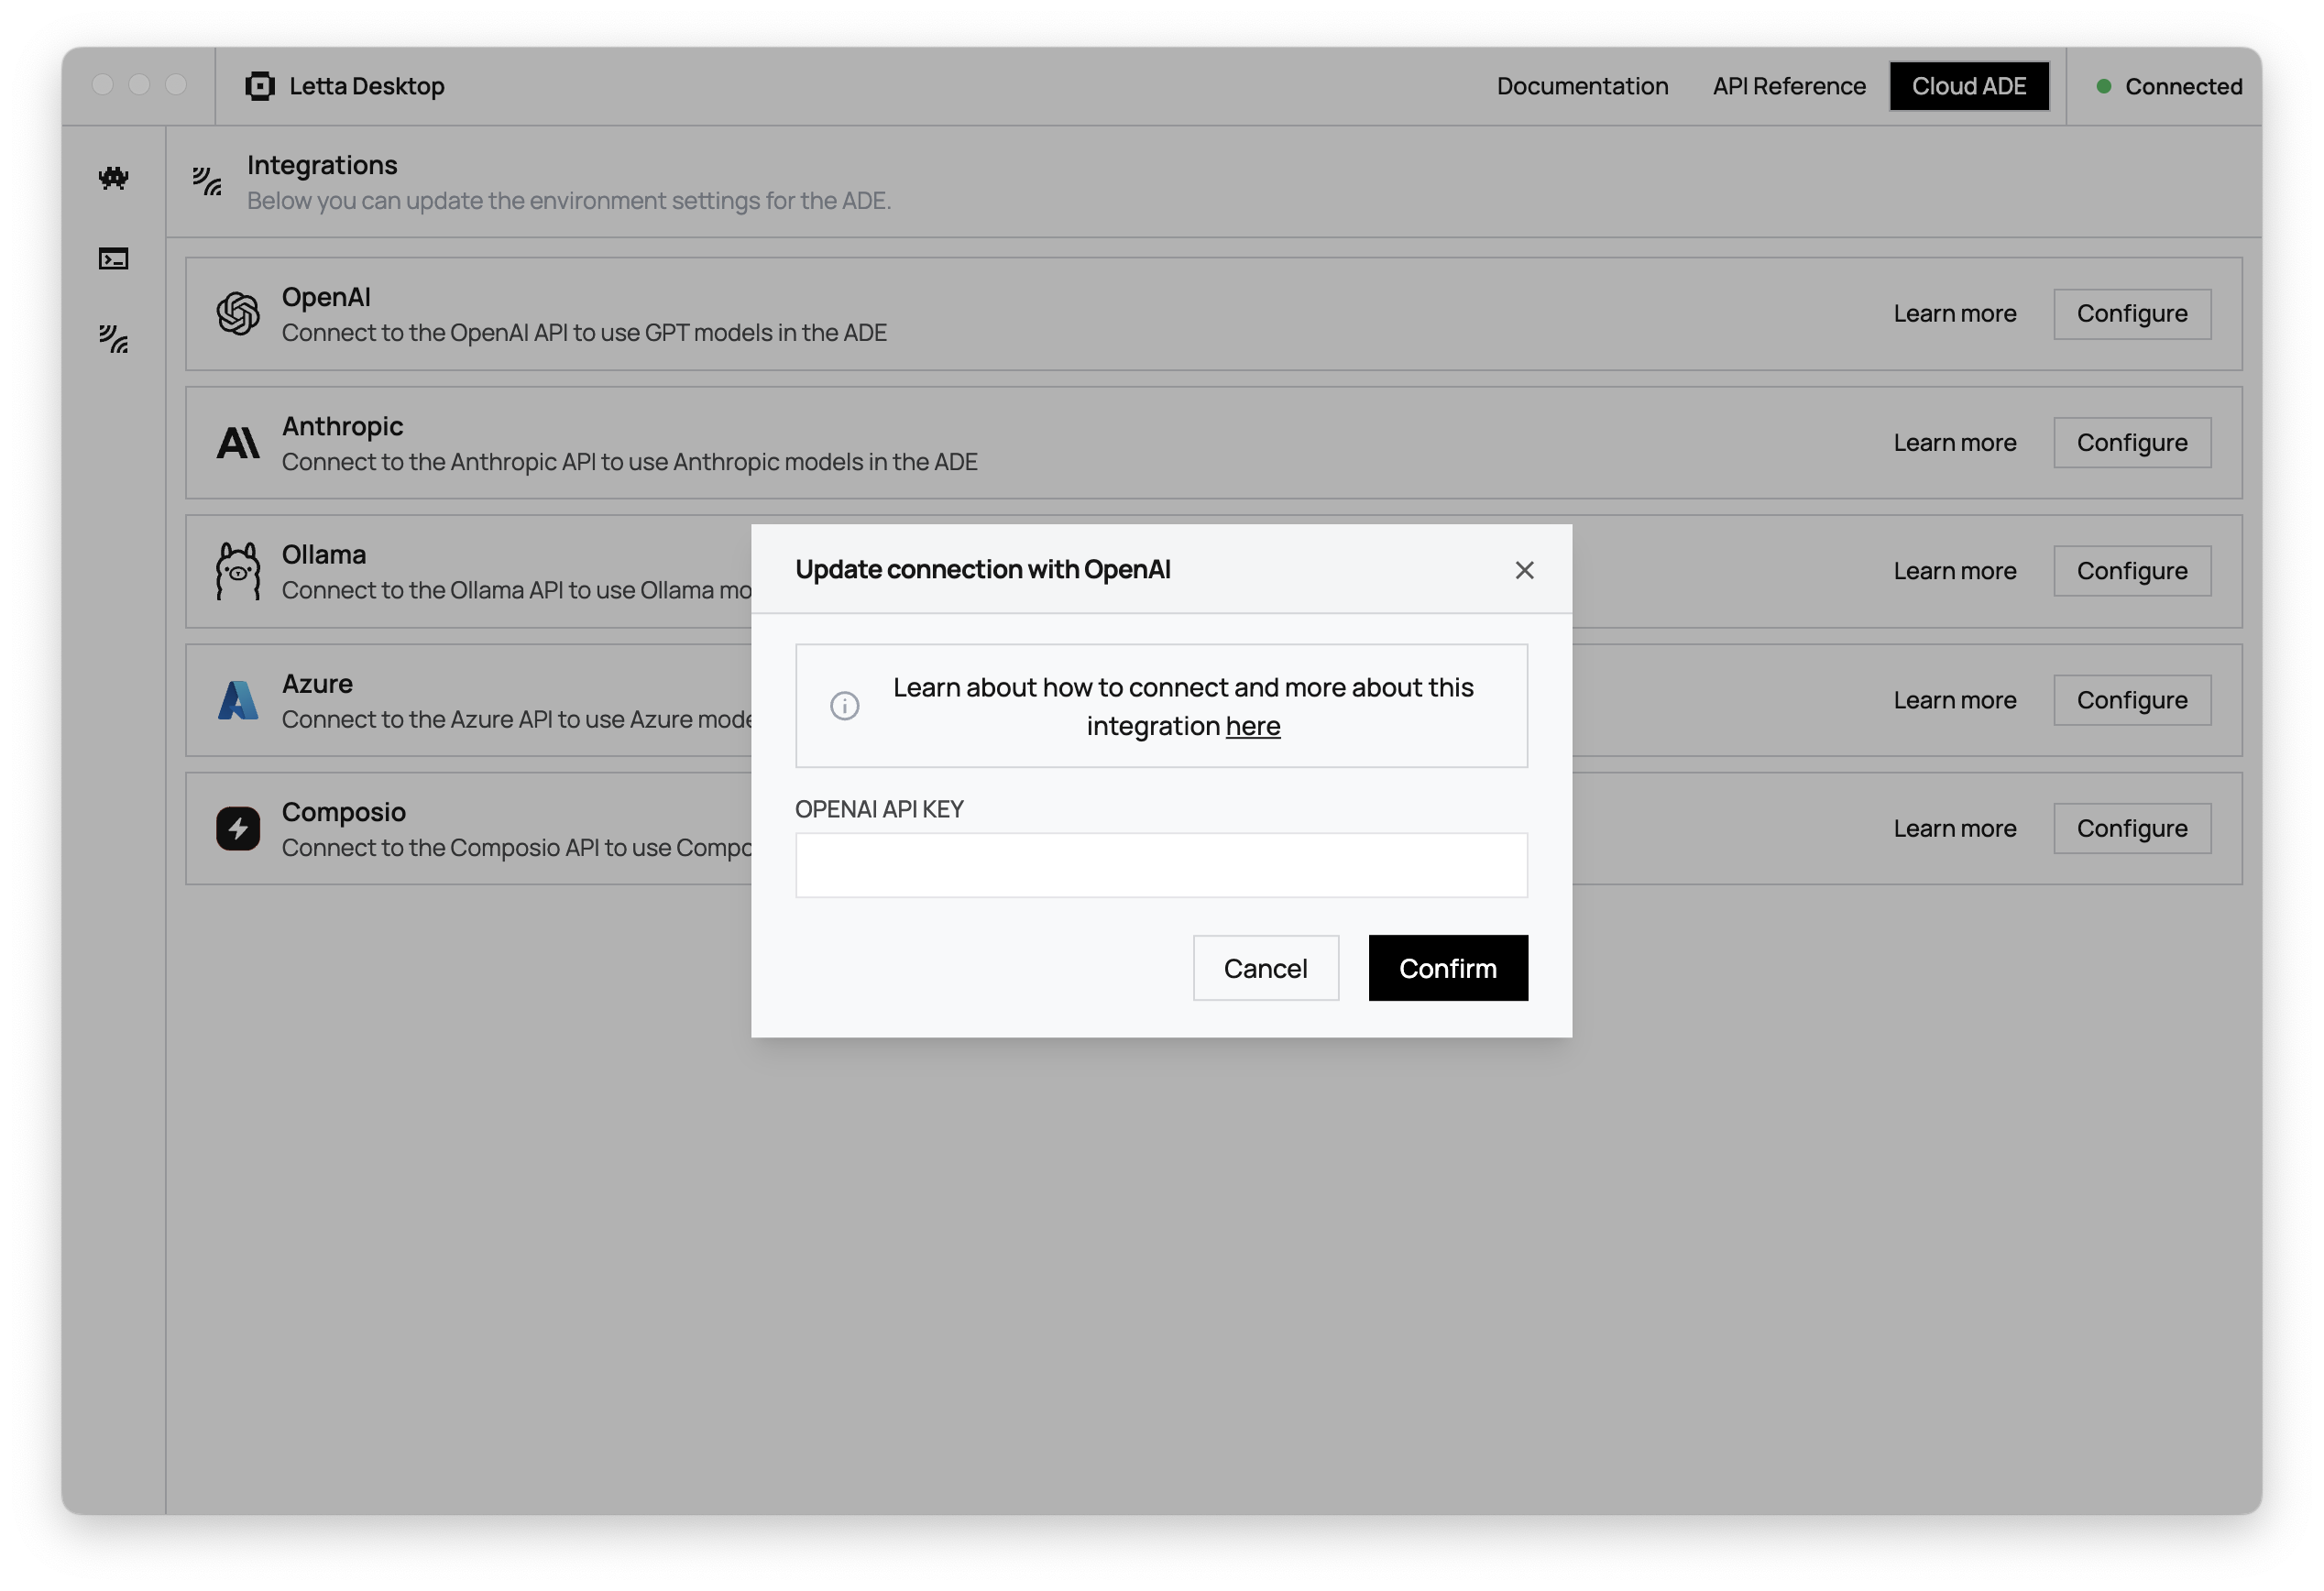 Letta Desktop
Documentation
API Reference
Cloud ADE
Connected
Integrations
Below you can update the environment settings for the ADE.
OpenAI
Connect to the OpenAI API to use GPT models in the ADE
Learn more
Configure
Anthropic
Connect to the Anthropic API to use Anthropic models in the ADE
Learn more
Configure
Ollama
Connect to the Ollama API to use Ollama mo
Learn more
Configure
Azure
Connect to the Azure API to use Azure mode
Learn more
Configure
Composio
Connect to the Composio API to use Compo
Learn more
Configure
Update connection with OpenAI
Learn about how to connect and more about this
integration here
OPENAI API KEY
Cancel
Confirm